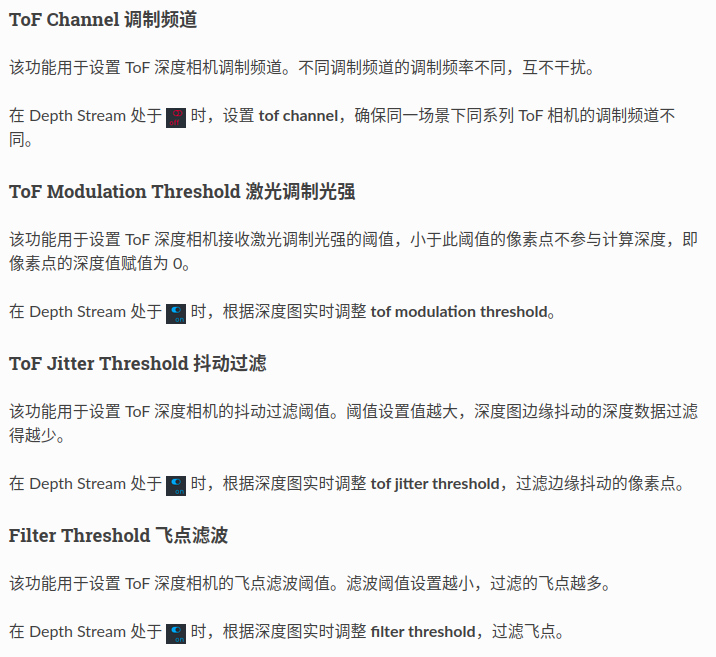 ToF Channel 调制频道
该功能用于设置 ToF 深度相机调制频道。不同调制频道的调制频率不同，互不干扰。
在 Depth Stream 处于 off 时，设置 tof channel，确保同一场景下同系列 ToF 相机的调制频道不
同。
ToF Modulation Threshold 激光调制光强
该功能用于设置 ToF 深度相机接收激光调制光强的阈值，小于此阈值的像素点不参与计算深度，即
像素点的深度值赋值为 0。
在 Depth Stream 处于 on 时，根据深度图实时调整 tof modulation threshold。
ToF Jitter Threshold 抖动过滤
该功能用于设置 ToF 深度相机的抖动过滤阈值。阈值设置值越大，深度图边缘抖动的深度数据过滤
得越少。
在 Depth Stream 处于 on 时，根据深度图实时调整 tof jitter threshold，过滤边缘抖动的像素点。
Filter Threshold 飞点滤波
该功能用于设置 ToF 深度相机的飞点滤波阈值。滤波阈值设置越小，过滤的飞点越多。
在 Depth Stream 处于 on 时，根据深度图实时调整 filter threshold，过滤飞点。